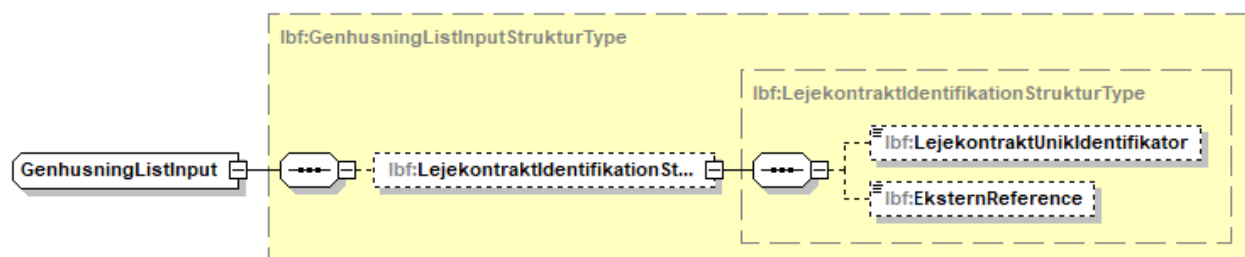 lbf:GenhusningListInputStrukturType
lbf:LejekontraktIdentifikationStrukturType
lbf:LejekontraktUnikIdentifikator
GenhusningListInput
lbf:LejekontraktIdentifikationSt...
lbf:EksternReference